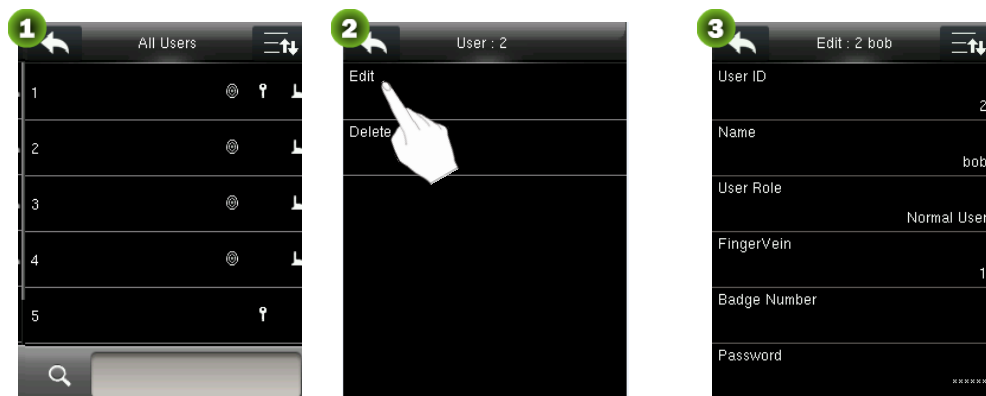 1
All Users
1
2
3
4
5
2
User : 2
Edit
Delete
3
Edit : 2 bob
User ID
2
Name
bob
User Role
Normal User
FingerVein
1
Badge Number
Password
******